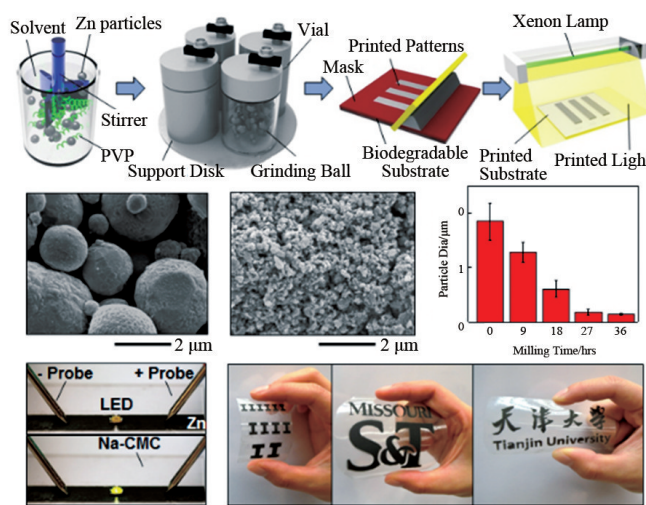 Solvent
Zn particles
Stirrer
PVP
Vial
Support Disk
Grinding Ball
Printed Patterns
Mask
Biodegradable
Substrate
Xenon Lamp
Printed
Substrate
Printed Ligh
2 μm
2 μm
Particle Dia/μm
0
1
0
0
9
18
27
36
Milling Time/hrs
- Probe
+ Probe
LED
Zn
Na-CMC
MISSOURI
S&T
天津大学
Tianjin University